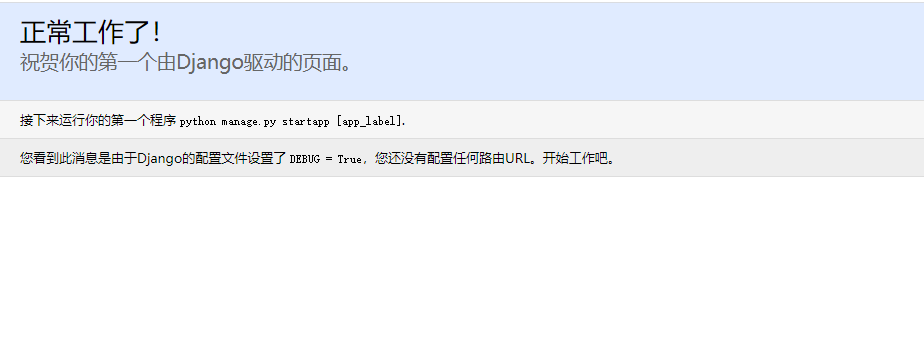 正常工作了!
祝贺你的第一个由Django驱动的页面。
接下来运行你的第一个程序 python manage.py startapp [app_label].
您看到此消息是由于Django的配置文件设置了 DEBUG = True，您还没有配置任何路由URL。开始工作吧。